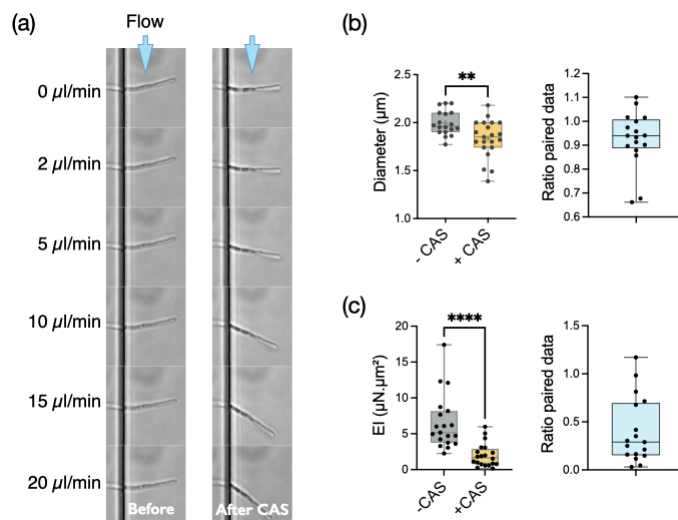 (a)
Flow
0 µl/min
2 µl/min
5 µl/min
10 µl/min
15 µl/min
20 µl/min
Before
After CAS
(b)
Diameter (µm)
2.5
2.0
1.5
1.0
**
- CAS
+ CAS
Ratio paired data
1.2
1.1
1.0
0.9
0.8
0.7
0.6
(c)
EI (µN.µm²)
20
15
10
5
0
****
-CAS
+CAS
Ratio paired data
1.5
1.0
0.5
0.0